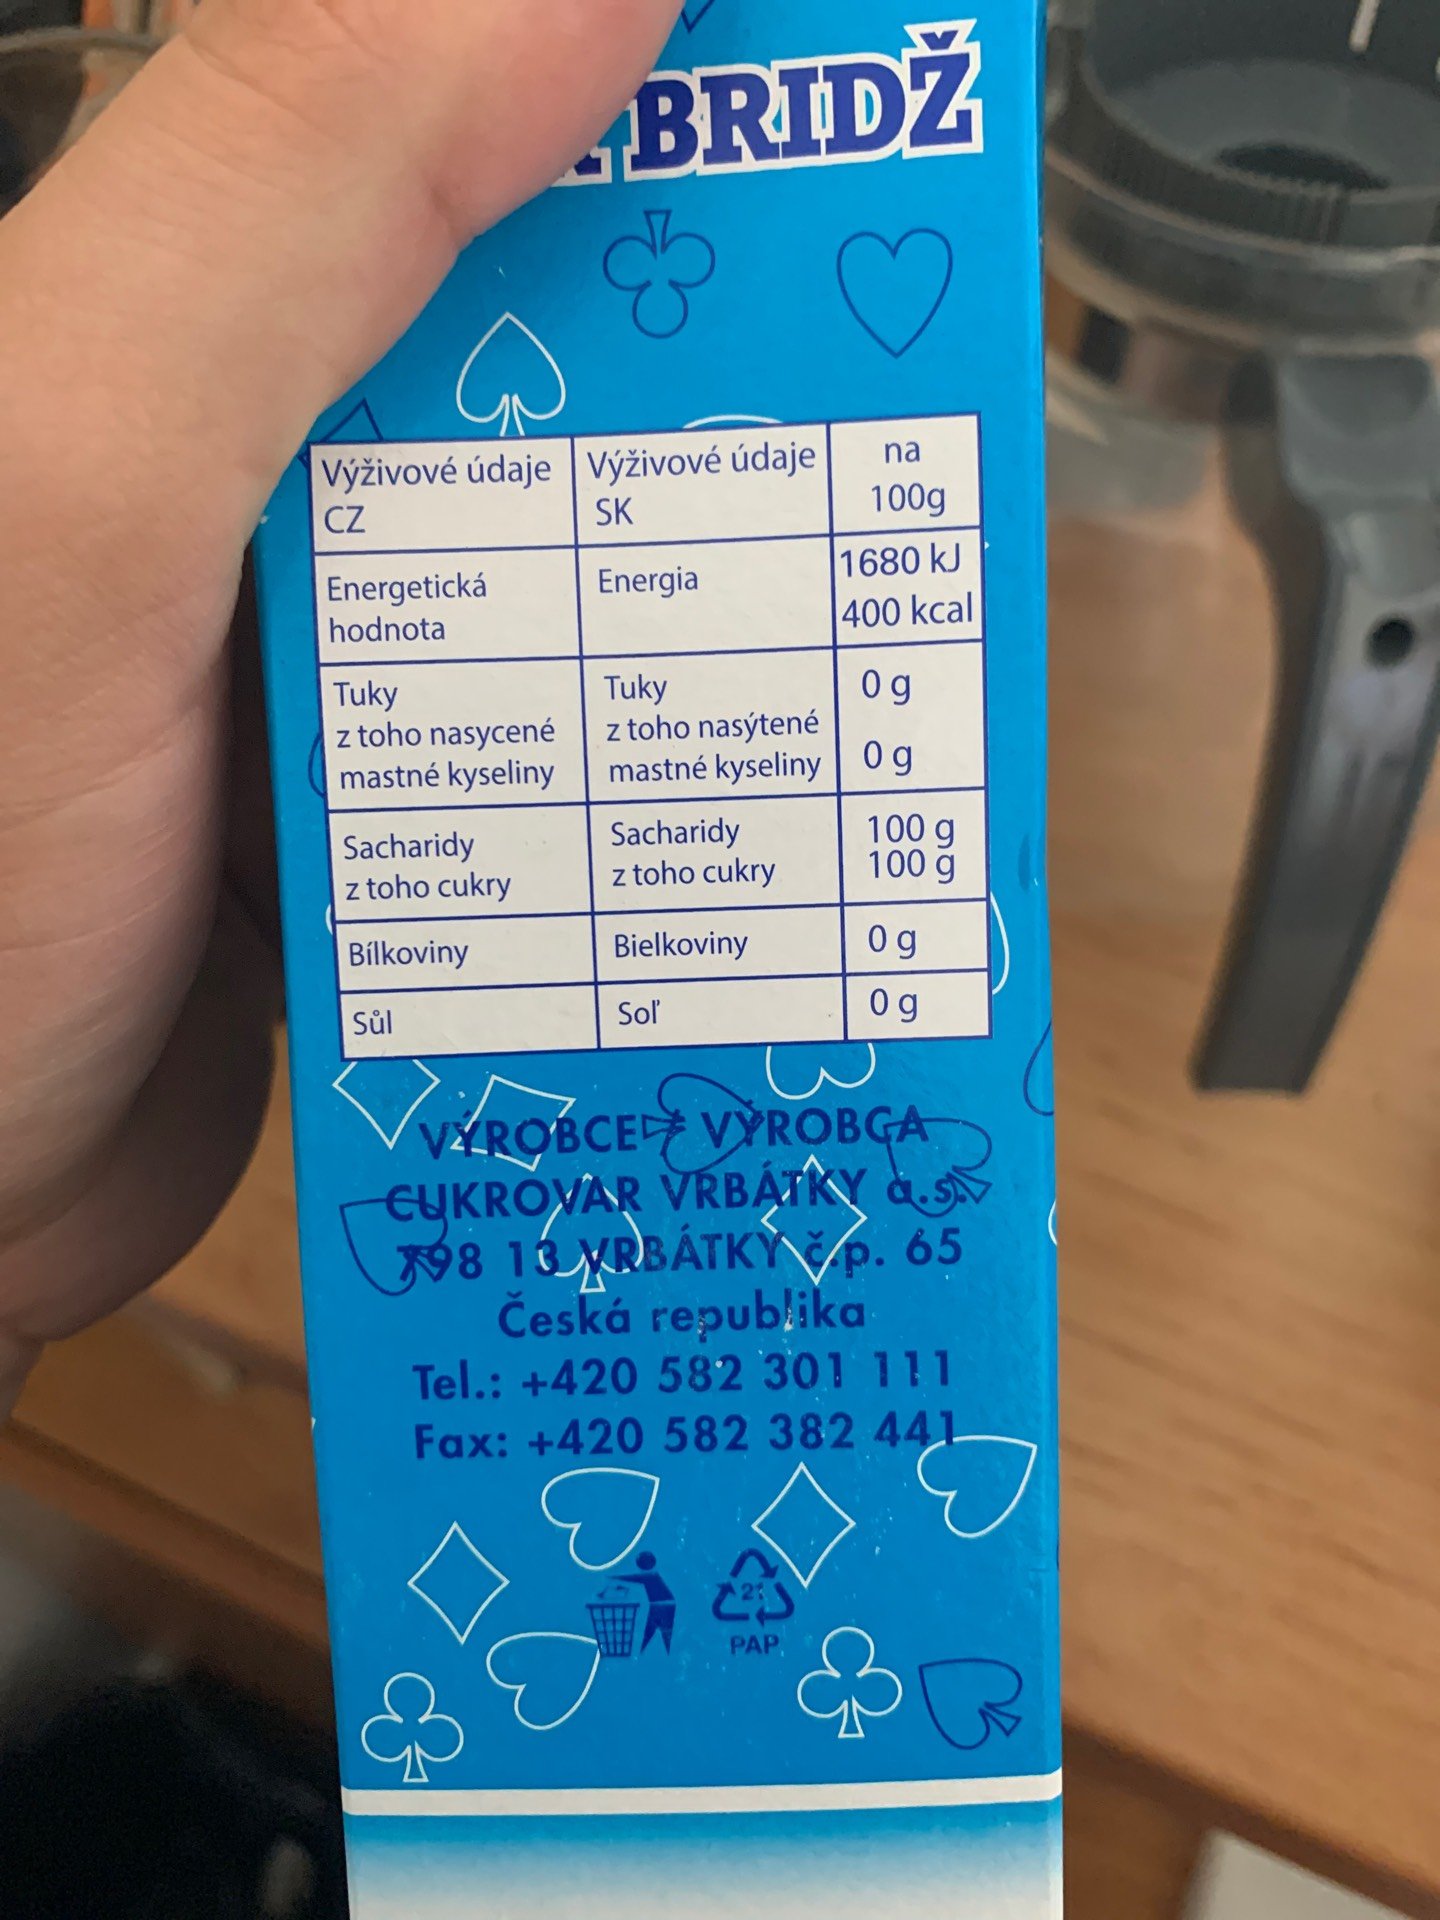 BRIDŽ
Výživové údaje CZ
Výživové údaje SK
na 100g
Energetická hodnota
Energia
1680 kJ
400 kcal
Tuky
z toho nasycené
mastné kyseliny
Tuky
z toho nasýtené
mastné kyseliny
0 g
0 g
Sacharidy
z toho cukry
Sacharidy
z toho cukry
100 g
100 g
Bílkoviny
Bielkoviny
0 g
Sůl
Soľ
0 g
VÝROBCE VÝROBCA
CUKROVAR VRBÁTKY a.s.
798 13 VRBÁTKY č.p. 65
Česká republika
Tel.: +420 582 301 111
Fax: +420 582 382 441
21
PAP